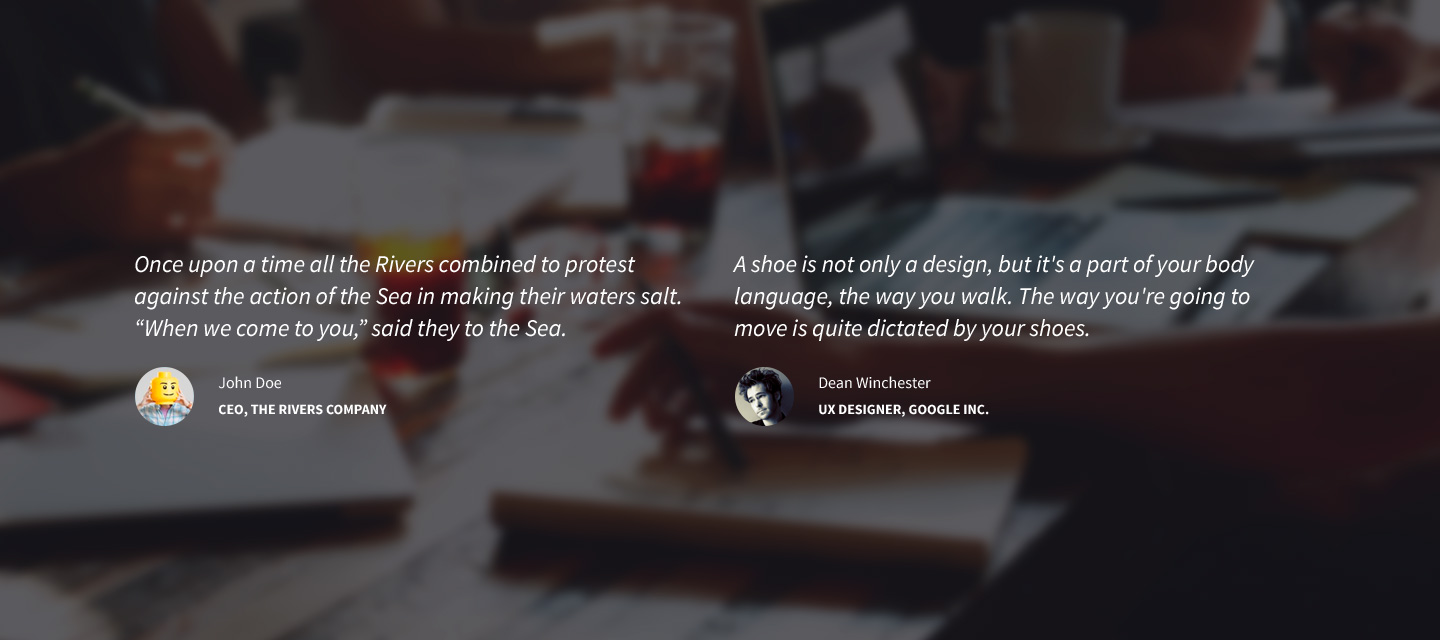 Once upon a time all the Rivers combined to protest
against the action of the Sea in making their waters salt.
“When we come to you,” said they to the Sea.
John Doe
CEO, THE RIVERS COMPANY
A shoe is not only a design, but it's a part of your body
language, the way you walk. The way you're going to
move is quite dictated by your shoes.
Dean Winchester
UX DESIGNER, GOOGLE INC.